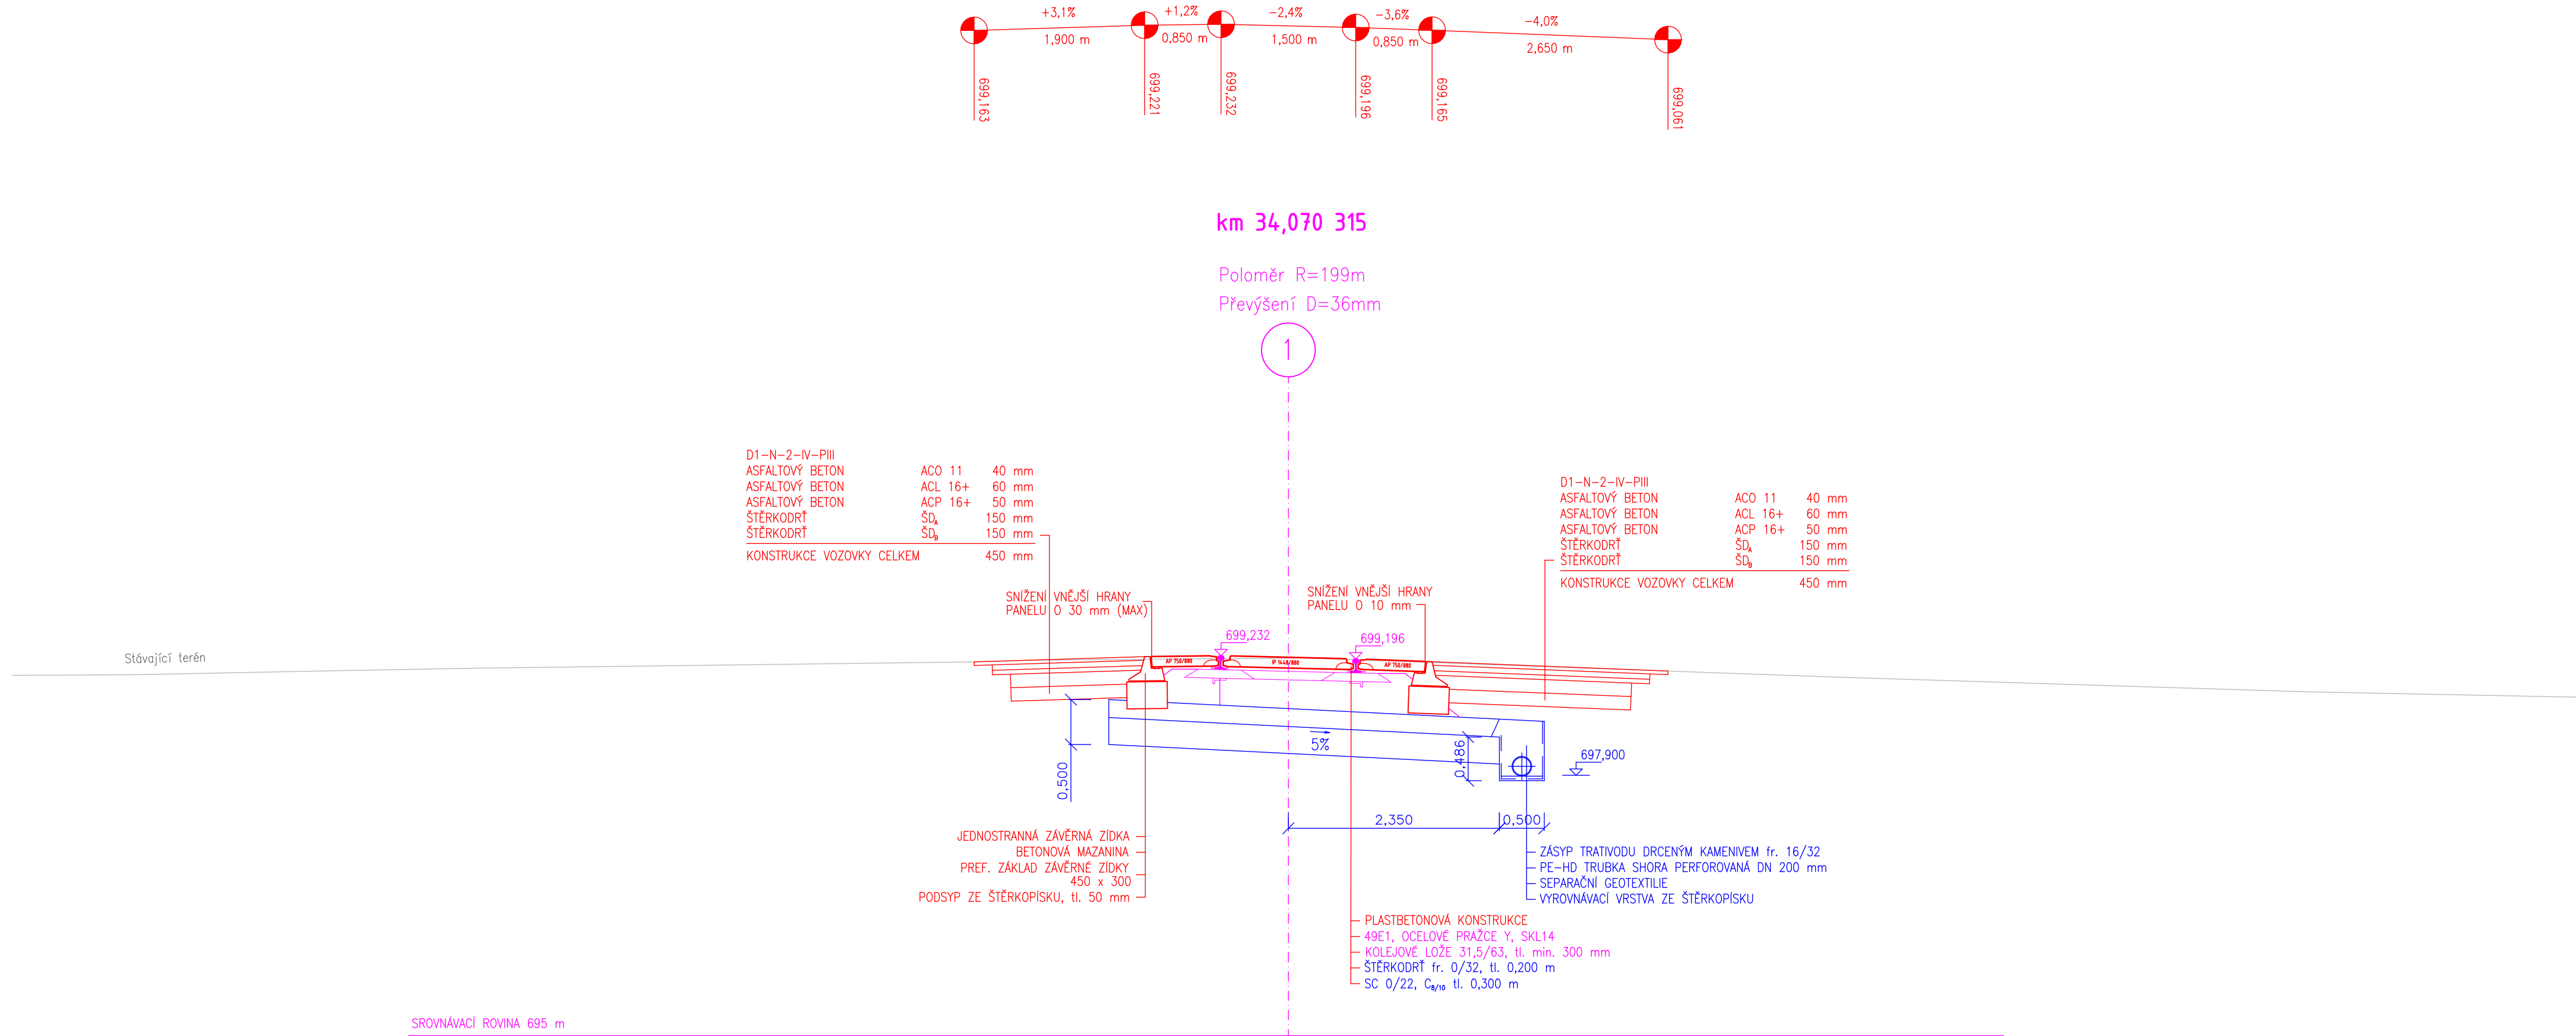 +3,1%
+1,2%
-2,4%
-3,6%
-4,0%
1,900 m
0,850 m
1,500 m
0,850 m
2,650 m
699,163
699,221
699,232
699,196
699,165
699,061
km 34,070 315
Poloměr R=199m
Převýšení D=36mm
1
D1-N-2-IV-PIII
ASFALTOVÝ BETON ACO 11 40 mm
ASFALTOVÝ BETON ACL 16+ 60 mm
ASFALTOVÝ BETON ACP 16+ 50 mm
ŠTĚRKODRŤ ŠDA 150 mm
ŠTĚRKODRŤ ŠDB 150 mm
KONSTRUKCE VOZOVKY CELKEM 450 mm
D1-N-2-IV-PIII
ASFALTOVÝ BETON ACO 11 40 mm
ASFALTOVÝ BETON ACL 16+ 60 mm
ASFALTOVÝ BETON ACP 16+ 50 mm
ŠTĚRKODRŤ ŠDA 150 mm
ŠTĚRKODRŤ ŠDB 150 mm
KONSTRUKCE VOZOVKY CELKEM 450 mm
SNÍŽENÍ VNĚJŠÍ HRANY
PANELU O 30 mm (MAX)
SNÍŽENÍ VNĚJŠÍ HRANY
PANELU O 10 mm
699,232
699,196
Stávající terén
AP 750/880
IP 1448/880
AP 750/880
5%
0,500
0,486
697,900
2,350
0,500
JEDNOSTRANNÁ ZÁVĚRNÁ ZÍDKA
BETONOVÁ MAZANINA
PREF. ZÁKLAD ZÁVĚRNÉ ZÍDKY
450 x 300
PODSYP ZE ŠTĚRKOPÍSKU, tl. 50 mm
ZÁSYP TRATIVODU DRCENÝM KAMENIVEM fr. 16/32
PE-HD TRUBKA SHORA PERFOROVANÁ DN 200 mm
SEPARAČNÍ GEOTEXTILIE
VYROVNÁVACÍ VRSTVA ZE ŠTĚRKOPÍSKU
PLASTBETONOVÁ KONSTRUKCE
49E1, OCELOVÉ PRAŽCE Y, SKL14
KOLEJOVÉ LOŽE 31,5/63, tl. min. 300 mm
ŠTĚRKODRŤ fr. 0/32, tl. 0,200 m
SC 0/22, C8/10 tl. 0,300 m
SROVNÁVACÍ ROVINA 695 m